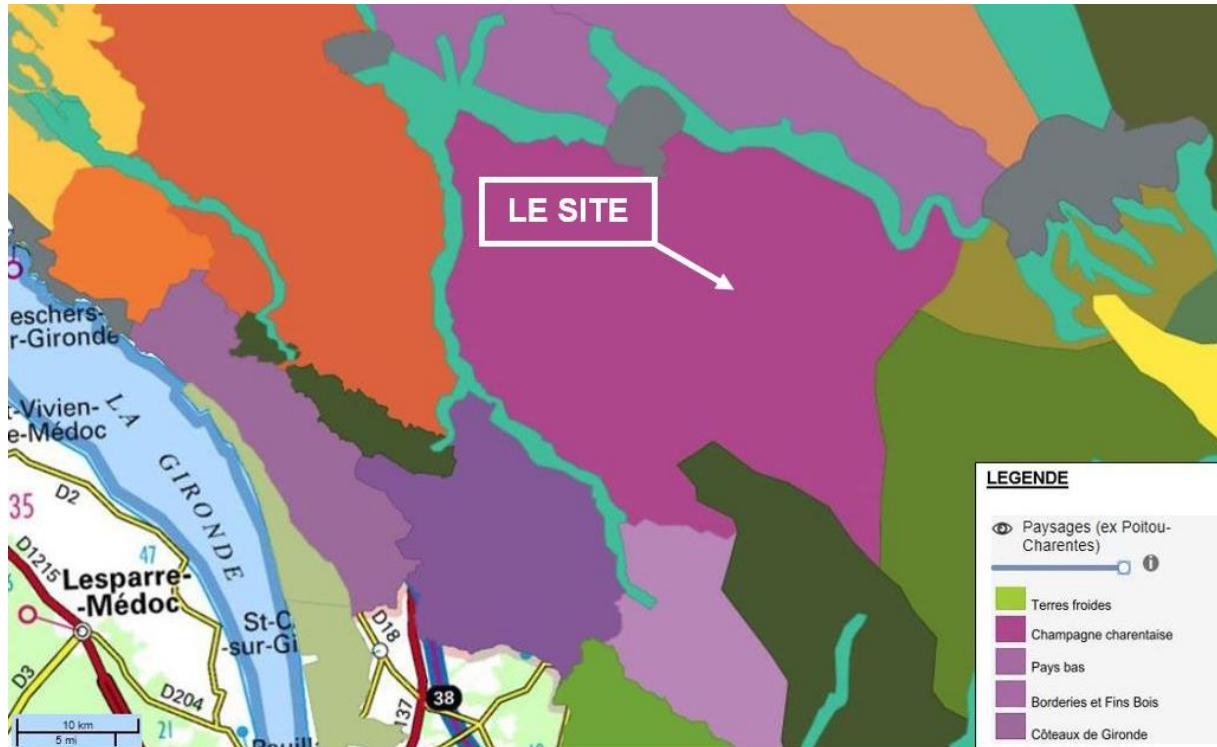 LE SITE
eschers-
r-Gironde
t-Vivien-
e-Médoc
LA GIRONDE
D2
35
47
D1215
Lesparre-
-Médoc
St-C
-sur-Gi
D18
D3
D204
21
38
137
10 km
5 mi
LEGENDE
Paysages (ex Poitou-
Charentes)
Terres froides
Champagne charentaise
Pays bas
Borderies et Fins Bois
Côteaux de Gironde